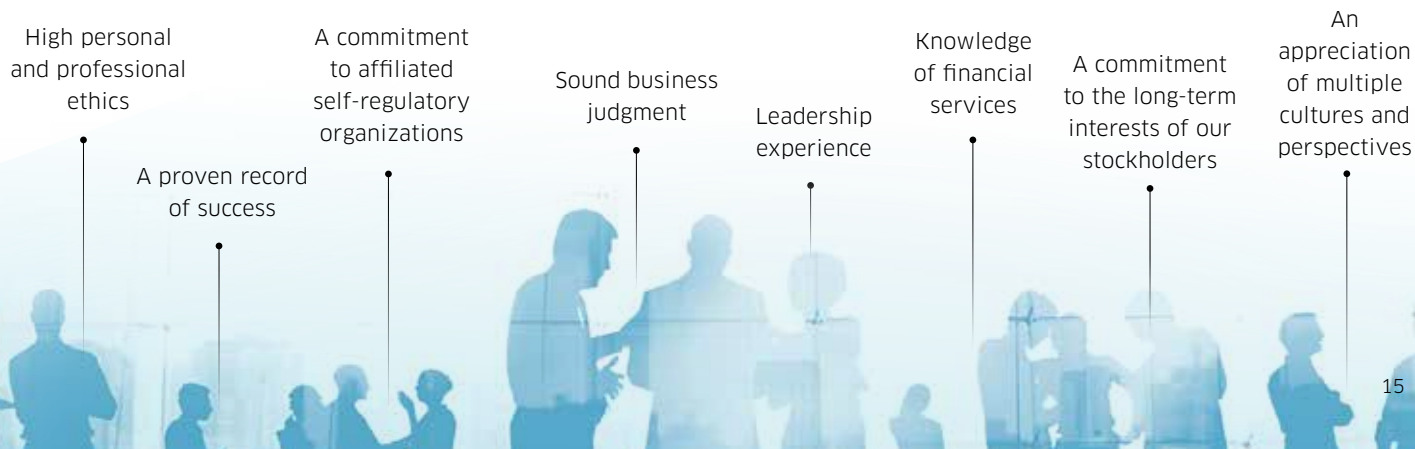 High personal
and professional
ethics
A proven record
of success
A commitment
to affiliated
self-regulatory
organizations
Sound business
judgment
Leadership
experience
Knowledge
of financial
services
A commitment
to the long-term
interests of our
stockholders
An
appreciation
of multiple
cultures and
perspectives
15